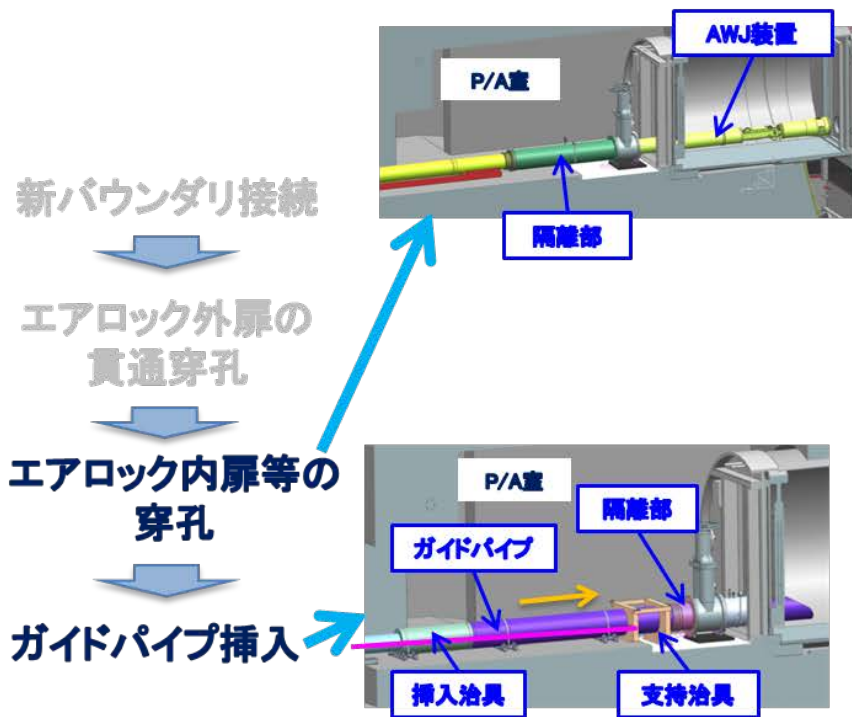 新バウンダリ接続
エアロック外扉の
貫通穿孔
エアロック内扉等の
穿孔
ガイドパイプ挿入
AWJ装置
P/A室
隔離部
P/A室
隔離部
ガイドパイプ
挿入治具
支持治具